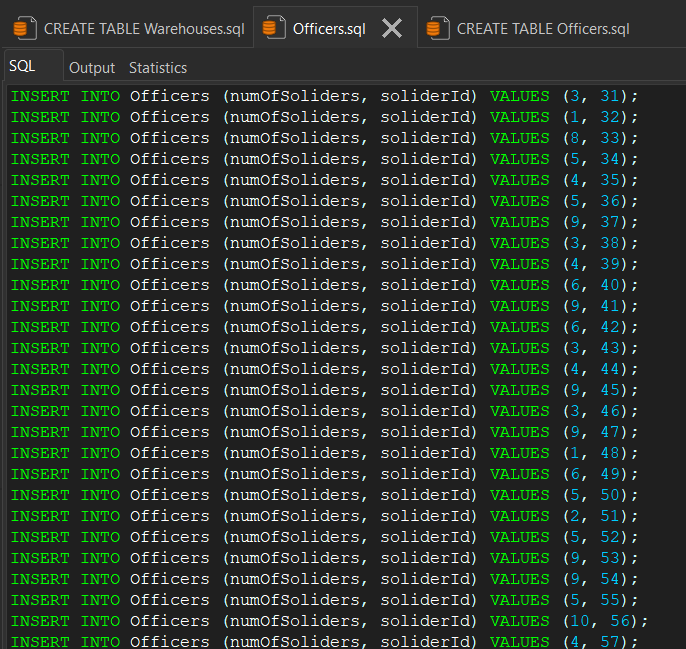 CREATE TABLE Warehouses.sql Officers.sql CREATE TABLE Officers.sql
SQL Output Statistics
INSERT INTO Officers (numOfSoliders, soliderId) VALUES (3, 31);
INSERT INTO Officers (numOfSoliders, soliderId) VALUES (1, 32);
INSERT INTO Officers (numOfSoliders, soliderId) VALUES (8, 33);
INSERT INTO Officers (numOfSoliders, soliderId) VALUES (5, 34);
INSERT INTO Officers (numOfSoliders, soliderId) VALUES (4, 35);
INSERT INTO Officers (numOfSoliders, soliderId) VALUES (5, 36);
INSERT INTO Officers (numOfSoliders, soliderId) VALUES (9, 37);
INSERT INTO Officers (numOfSoliders, soliderId) VALUES (3, 38);
INSERT INTO Officers (numOfSoliders, soliderId) VALUES (4, 39);
INSERT INTO Officers (numOfSoliders, soliderId) VALUES (6, 40);
INSERT INTO Officers (numOfSoliders, soliderId) VALUES (9, 41);
INSERT INTO Officers (numOfSoliders, soliderId) VALUES (6, 42);
INSERT INTO Officers (numOfSoliders, soliderId) VALUES (3, 43);
INSERT INTO Officers (numOfSoliders, soliderId) VALUES (4, 44);
INSERT INTO Officers (numOfSoliders, soliderId) VALUES (9, 45);
INSERT INTO Officers (numOfSoliders, soliderId) VALUES (3, 46);
INSERT INTO Officers (numOfSoliders, soliderId) VALUES (9, 47);
INSERT INTO Officers (numOfSoliders, soliderId) VALUES (1, 48);
INSERT INTO Officers (numOfSoliders, soliderId) VALUES (6, 49);
INSERT INTO Officers (numOfSoliders, soliderId) VALUES (5, 50);
INSERT INTO Officers (numOfSoliders, soliderId) VALUES (2, 51);
INSERT INTO Officers (numOfSoliders, soliderId) VALUES (5, 52);
INSERT INTO Officers (numOfSoliders, soliderId) VALUES (9, 53);
INSERT INTO Officers (numOfSoliders, soliderId) VALUES (9, 54);
INSERT INTO Officers (numOfSoliders, soliderId) VALUES (5, 55);
INSERT INTO Officers (numOfSoliders, soliderId) VALUES (10, 56);
INSERT INTO Officers (numOfSoliders, soliderId) VALUES (4, 57);